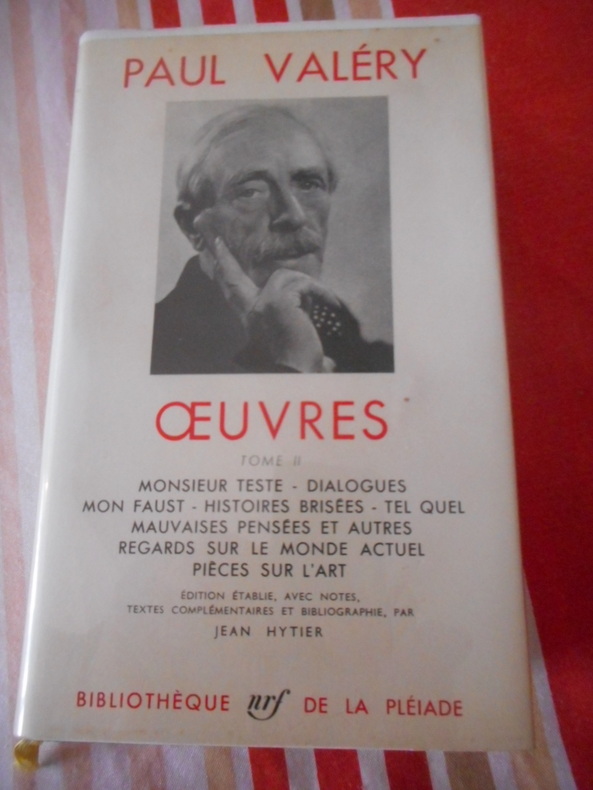 PAUL VALÉRY
ŒUVRES
TOME II
MONSIEUR TESTE - DIALOGUES
MON FAUST - HISTOIRES BRISÉES - TEL QUEL
MAUVAISES PENSÉES ET AUTRES
REGARDS SUR LE MONDE ACTUEL
PIÈCES SUR L'ART
ÉDITION ÉTABLIE, AVEC NOTES,
TEXTES COMPLÉMENTAIRES ET BIBLIOGRAPHIE, PAR
JEAN HYTIER
BIBLIOTHÈQUE nrf DE LA PLÉIADE